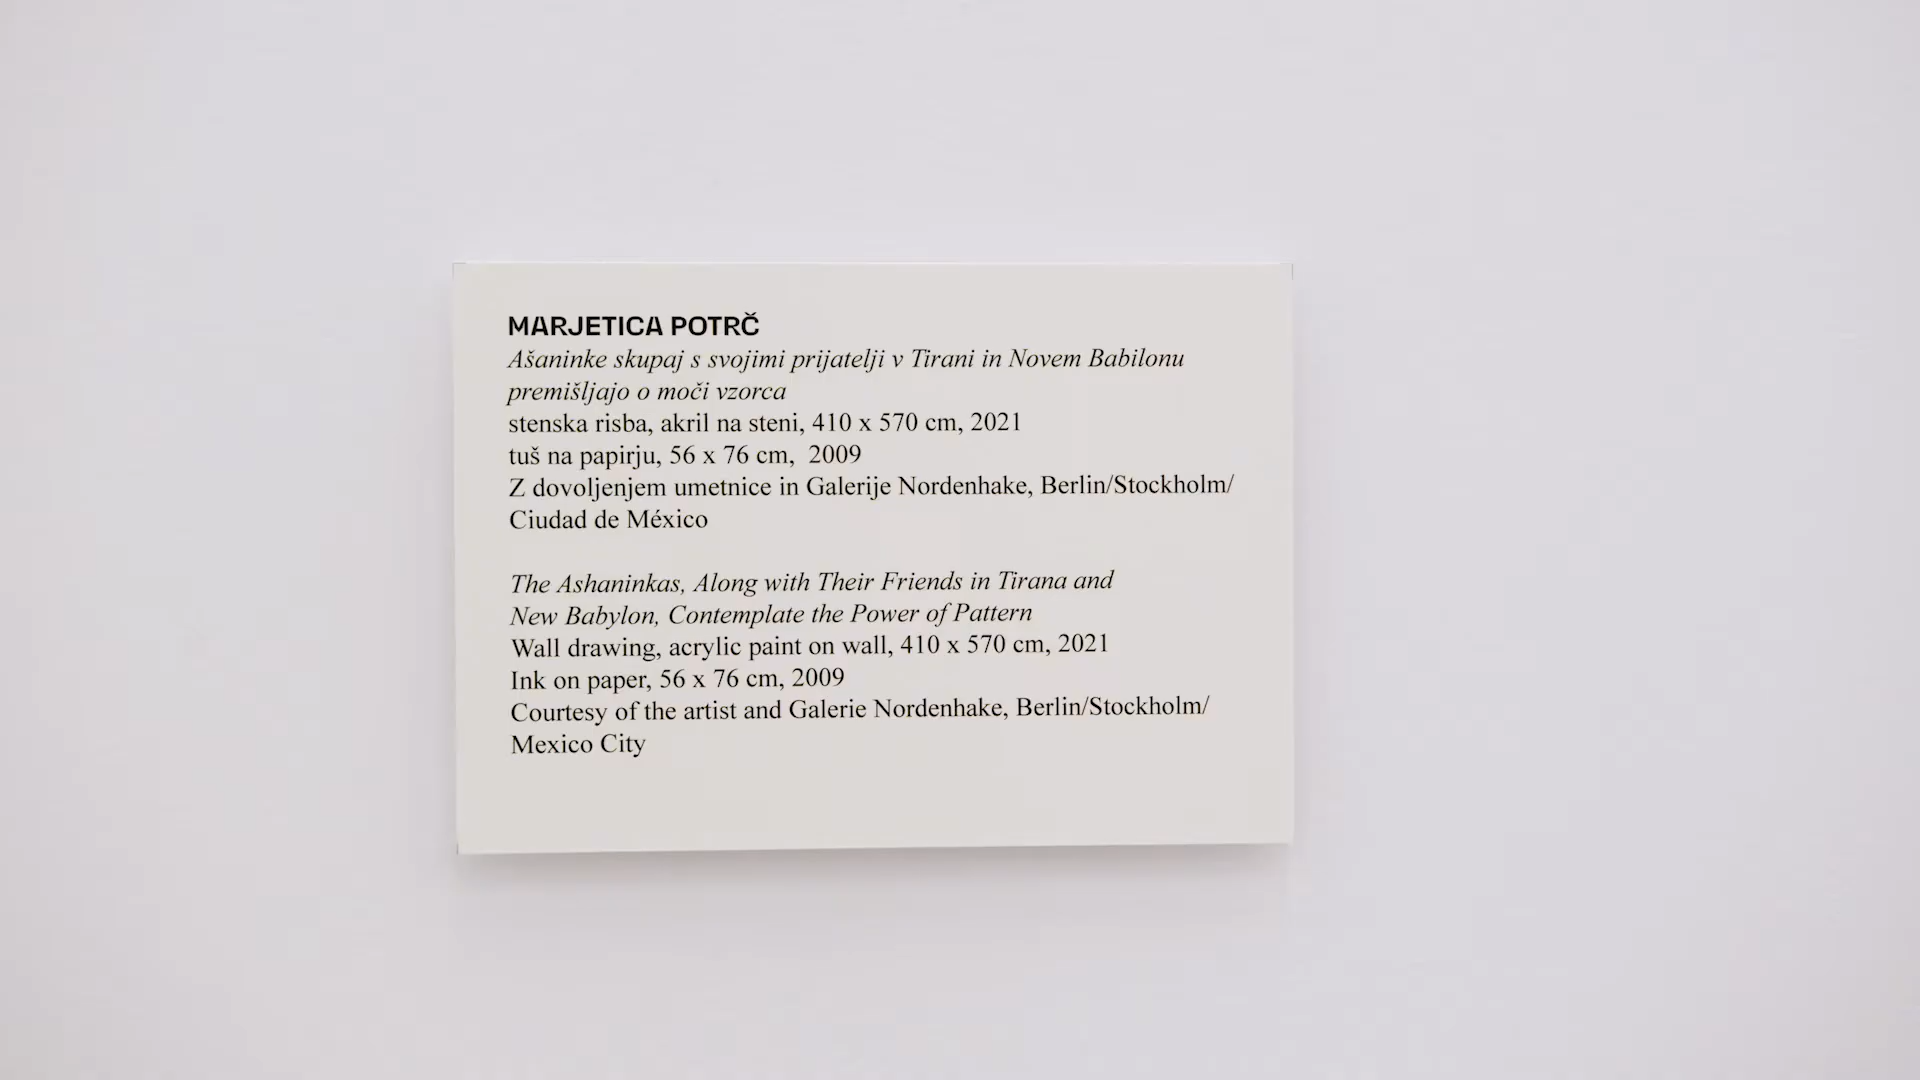 MARJETICA POTRČ
Ašaninke skupaj s svojimi prijatelji v Tirani in Novem Babilonu
premišljajo o moči vzorca
stenska risba, akril na steni, 410 x 570 cm, 2021
tuš na papirju, 56 x 76 cm,  2009
Z dovoljenjem umetnice in Galerije Nordenhake, Berlin/Stockholm/
Ciudad de México
The Ashaninkas, Along with Their Friends in Tirana and
New Babylon, Contemplate the Power of Pattern
Wall drawing, acrylic paint on wall, 410 x 570 cm, 2021
Ink on paper, 56 x 76 cm, 2009
Courtesy of the artist and Galerie Nordenhake, Berlin/Stockholm/
Mexico City